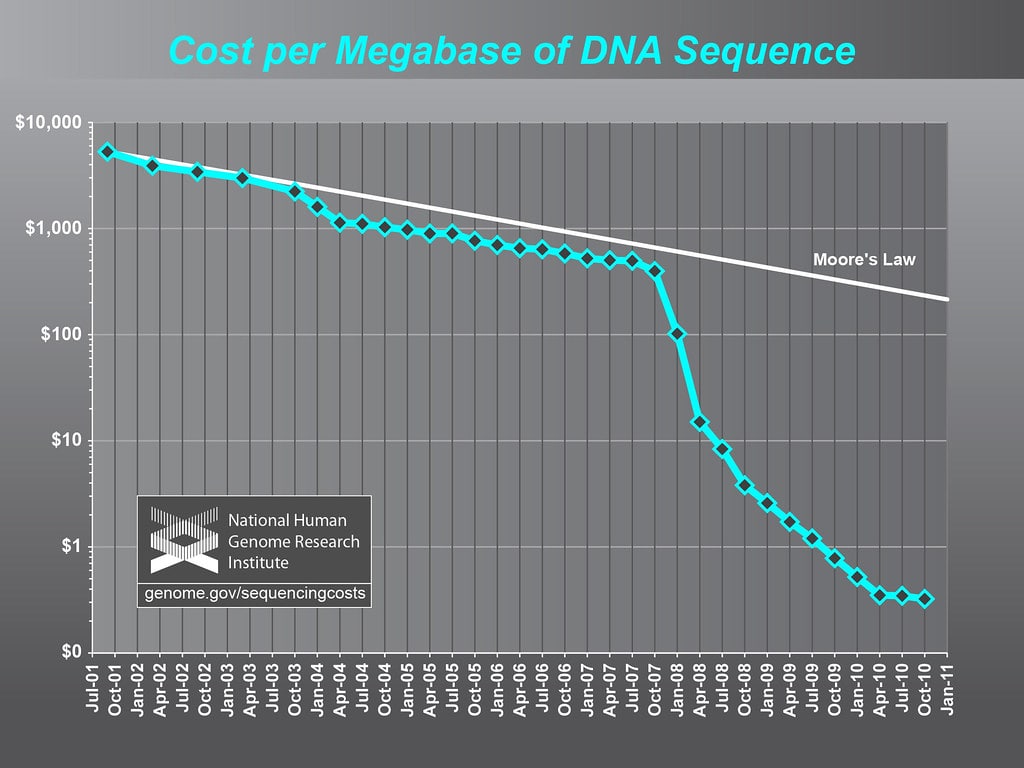 Cost per Megabase of DNA Sequence
$10,000
$1,000
$100
$10
$1
$0
Moore's Law
National Human
Genome Research
Institute
genome.gov/sequencingcosts
Jul-01
Oct-01
Jan-02
Apr-02
Jul-02
Oct-02
Jan-03
Apr-03
Jul-03
Oct-03
Jan-04
Apr-04
Jul-04
Oct-04
Jan-05
Apr-05
Jul-05
Oct-05
Jan-06
Apr-06
Jul-06
Oct-06
Jan-07
Apr-07
Jul-07
Oct-07
Jan-08
Apr-08
Jul-08
Oct-08
Jan-09
Apr-09
Jul-09
Oct-09
Jan-10
Apr-10
Jul-10
Oct-10
Jan-11